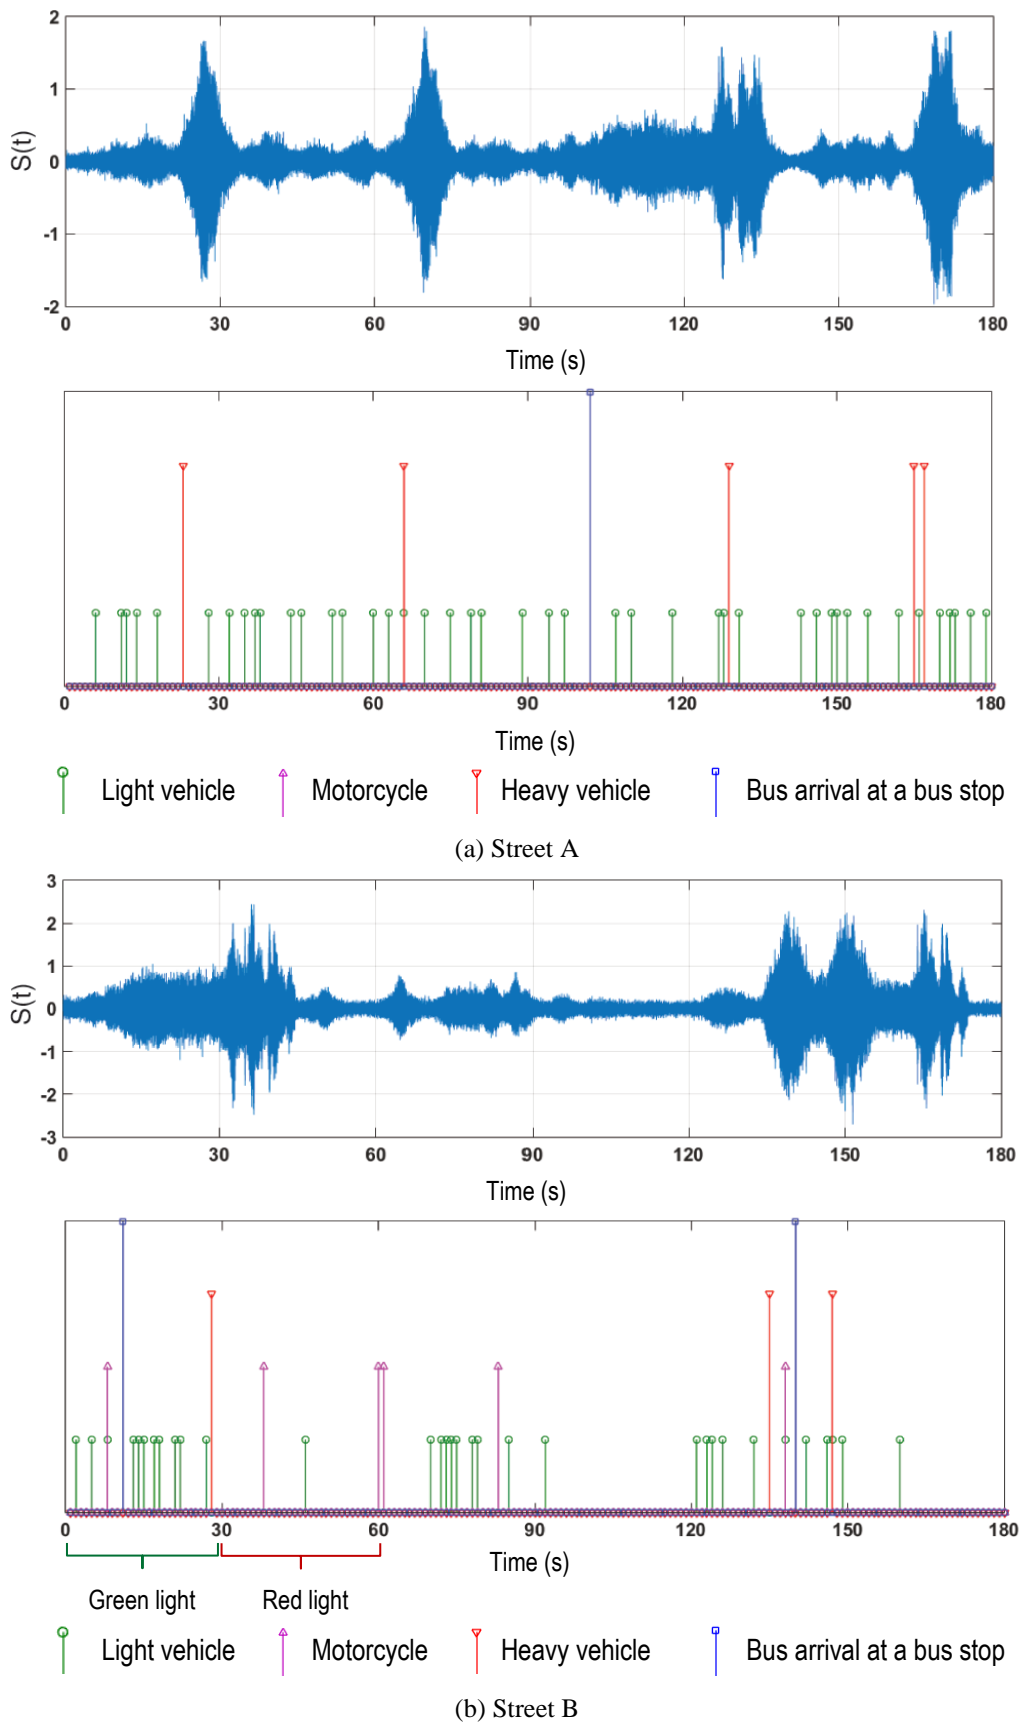 2
1
0
-1
-2
S(t)
0 30 60 90 120 150 180
Time (s)
0 30 60 90 120 150 180
Time (s)
Light vehicle Motorcycle Heavy vehicle Bus arrival at a bus stop
(a) Street A
3
2
1
0
-1
-2
-3
S(t)
0 30 60 90 120 150 180
Time (s)
0 30 60 90 120 150 180
Time (s)
Green light Red light
Light vehicle Motorcycle Heavy vehicle Bus arrival at a bus stop
(b) Street B